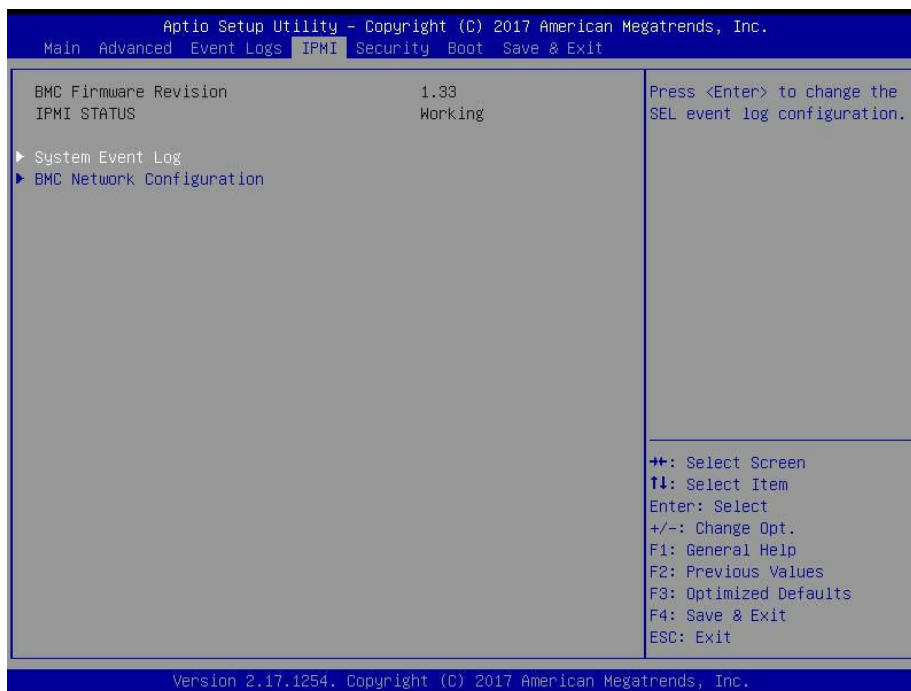 Aptio Setup Utility – Copyright (C) 2017 American Megatrends, Inc.
Main Advanced Event Logs IPMI Security Boot Save & Exit
BMC Firmware Revision 1.33
IPMI STATUS Working
▶ System Event Log
▶ BMC Network Configuration
Press <Enter> to change the
SEL event log configuration.
→←: Select Screen
↑↓: Select Item
Enter: Select
+/-: Change Opt.
F1: General Help
F2: Previous Values
F3: Optimized Defaults
F4: Save & Exit
ESC: Exit
Version 2.17.1254. Copyright (C) 2017 American Megatrends, Inc.